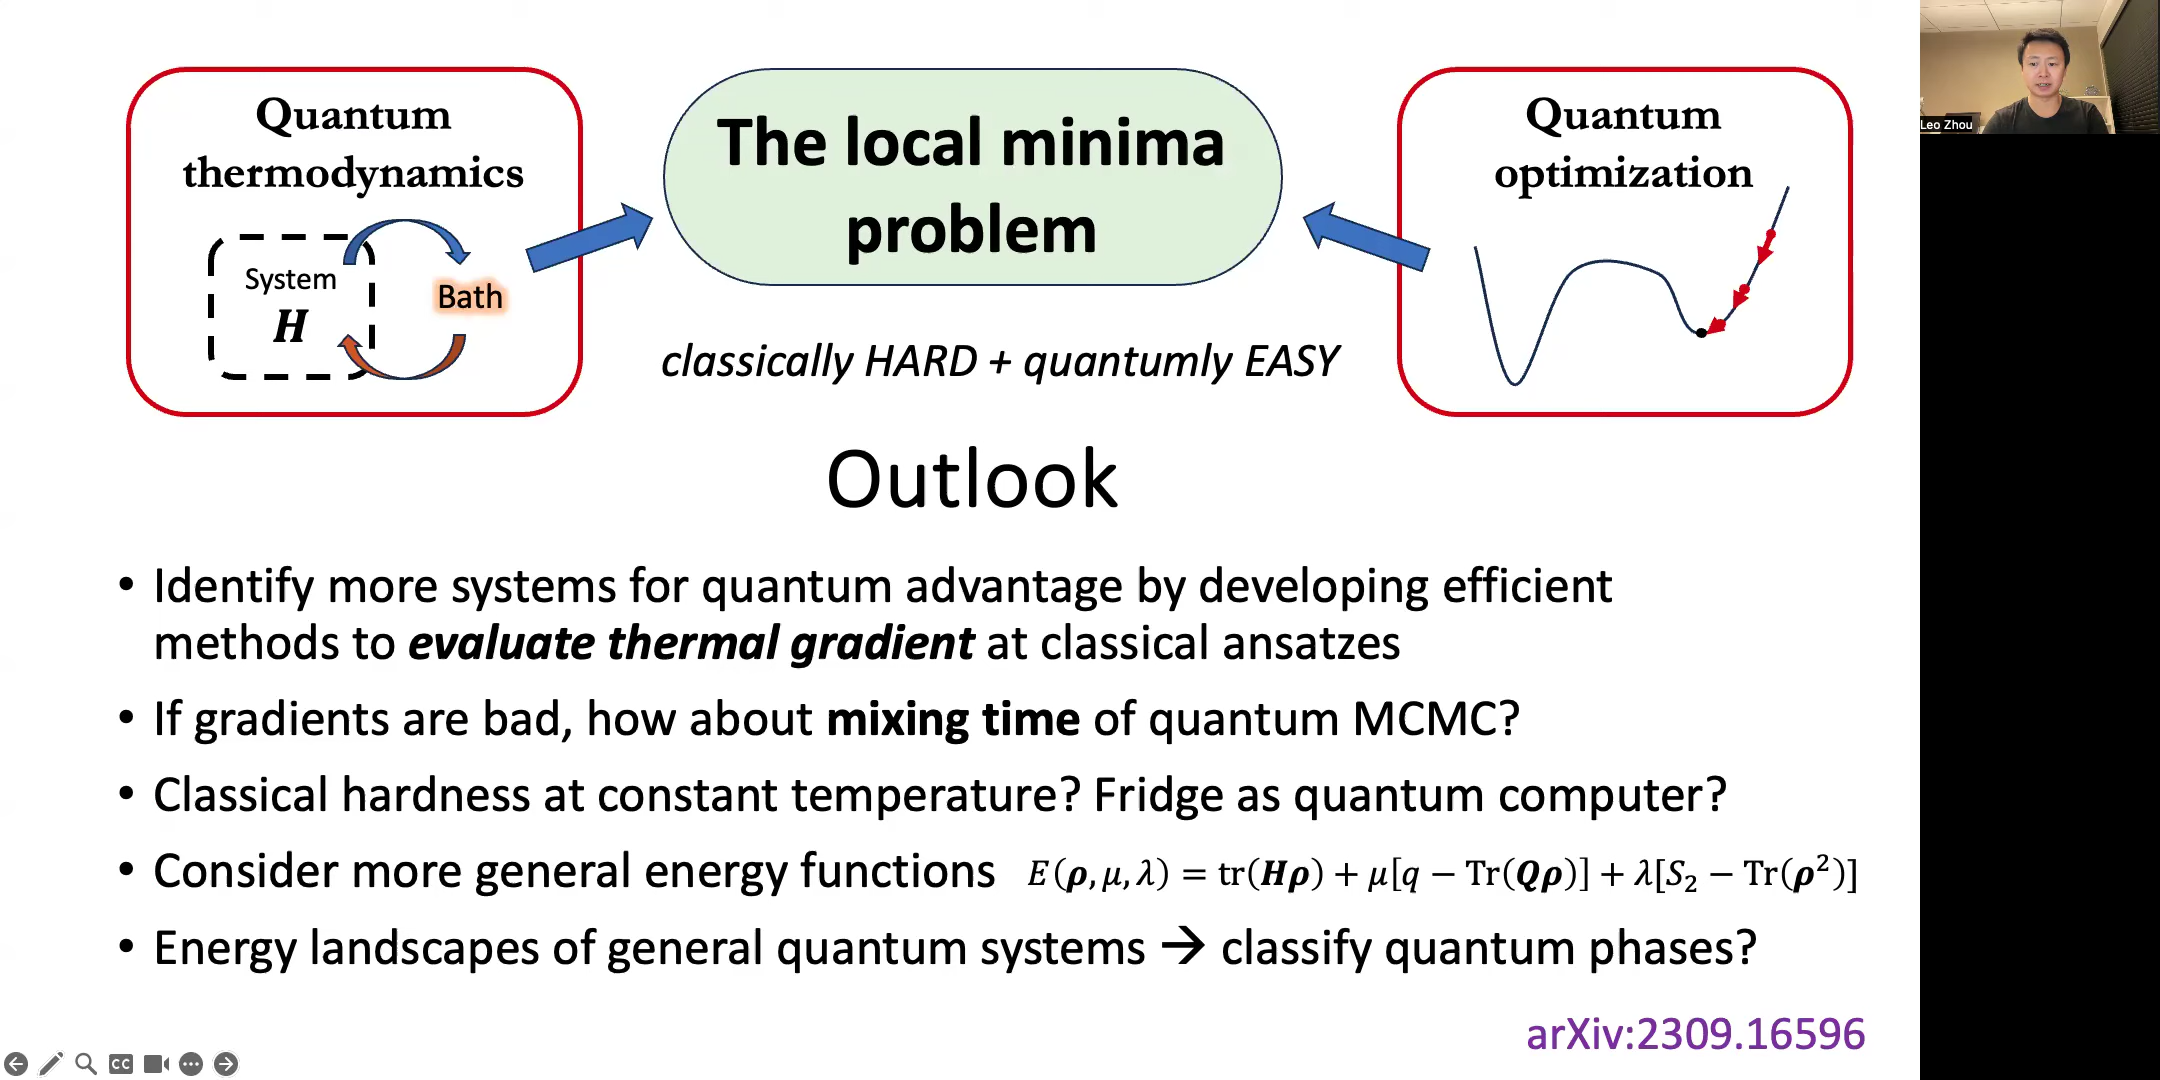 Quantum
thermodynamics
System
H
Bath
The local minima
problem
classically HARD + quantumly EASY
Quantum
optimization
Leo Zhou
Outlook
• Identify more systems for quantum advantage by developing efficient
methods to evaluate thermal gradient at classical ansatzes
• If gradients are bad, how about mixing time of quantum MCMC?
• Classical hardness at constant temperature? Fridge as quantum computer?
• Consider more general energy functions E(ρ, μ, λ) = tr(Hρ) + μ[q − Tr(Qρ)] + λ[S₂ − Tr(ρ²)]
• Energy landscapes of general quantum systems → classify quantum phases?
arXiv:2309.16596
CC